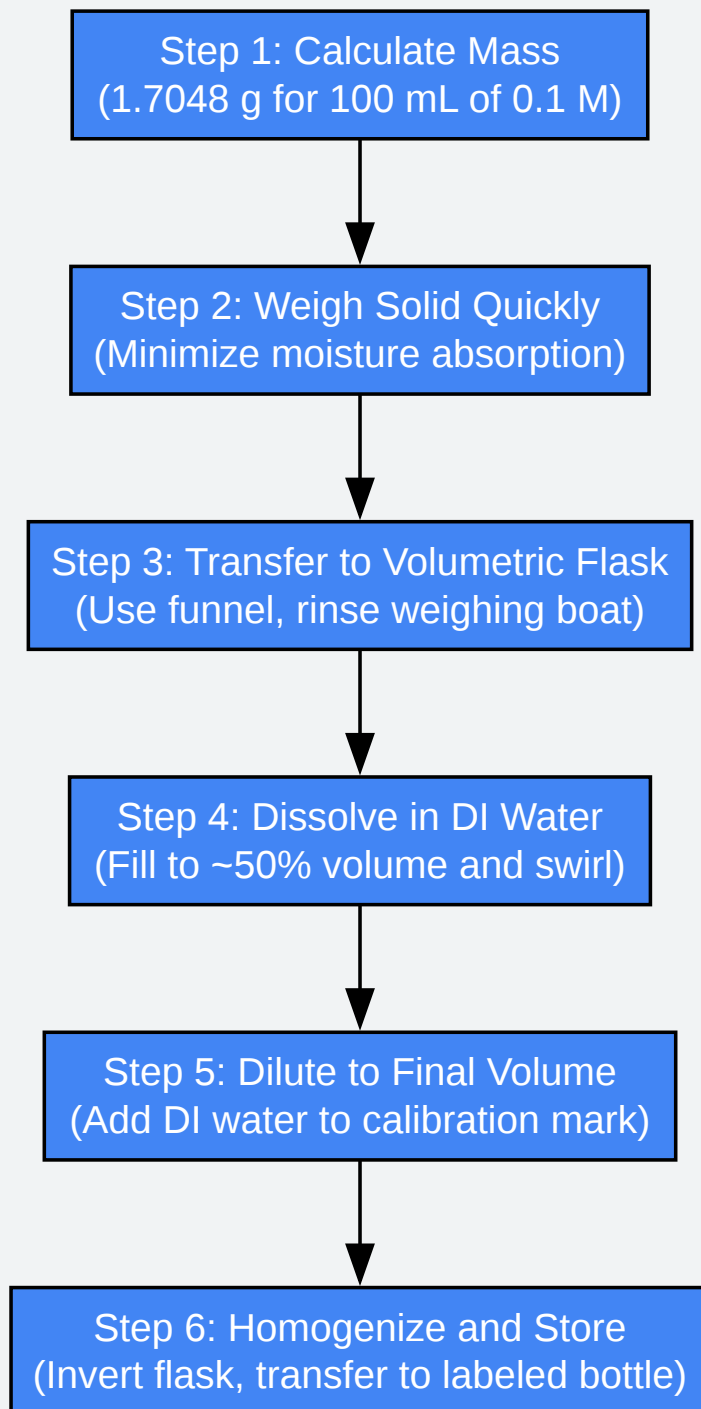 Step 1: Calculate Mass
(1.7048 g for 100 mL of 0.1 M)
Step 2: Weigh Solid Quickly
(Minimize moisture absorption)
Step 3: Transfer to Volumetric Flask
(Use funnel, rinse weighing boat)
Step 4: Dissolve in DI Water
(Fill to ~50% volume and swirl)
Step 5: Dilute to Final Volume
(Add DI water to calibration mark)
Step 6: Homogenize and Store
(Invert flask, transfer to labeled bottle)